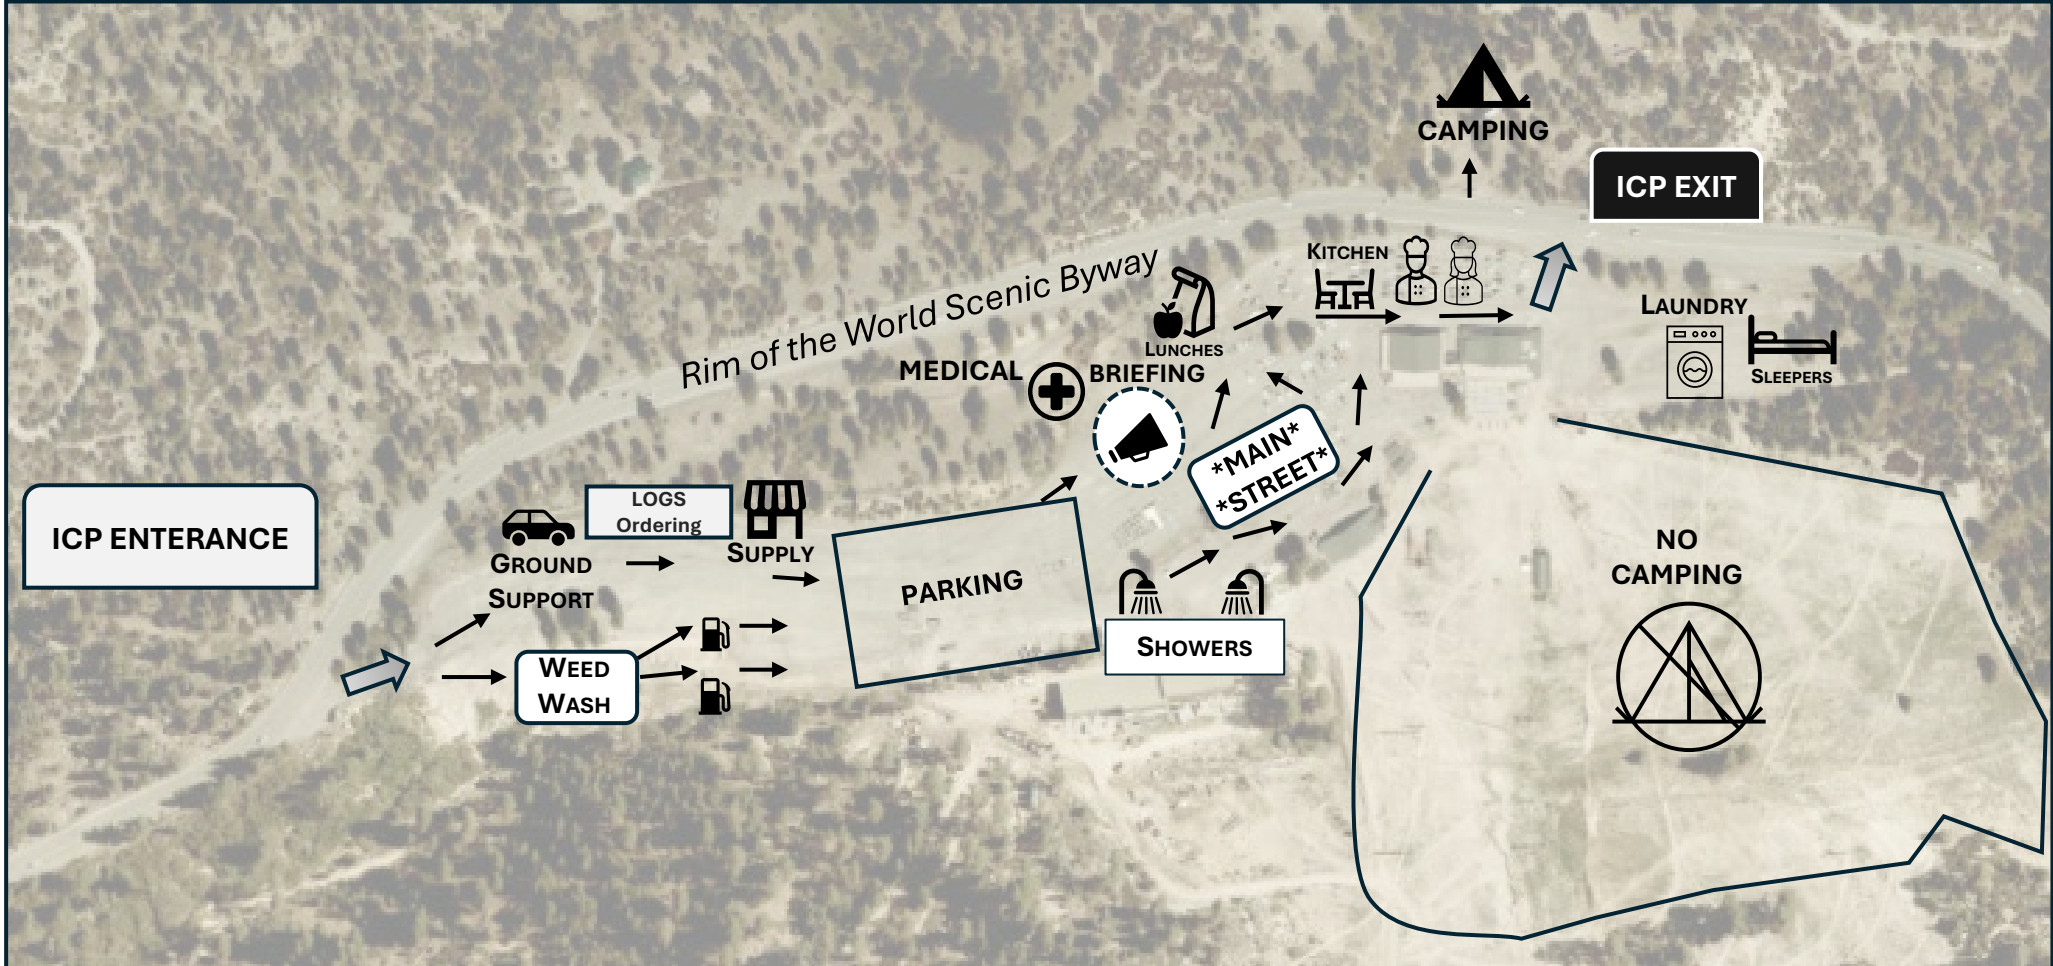 CAMPING
ICP EXIT
KITCHEN
Rim of the World Scenic Byway
LAUNDRY
SLEEPERS
LUNCHES
MEDICAL
BRIEFING
*MAIN*
*STREET*
ICP ENTERANCE
LOGS
Ordering
GROUND
SUPPORT
SUPPLY
PARKING
NO
CAMPING
SHOWERS
WEED
WASH